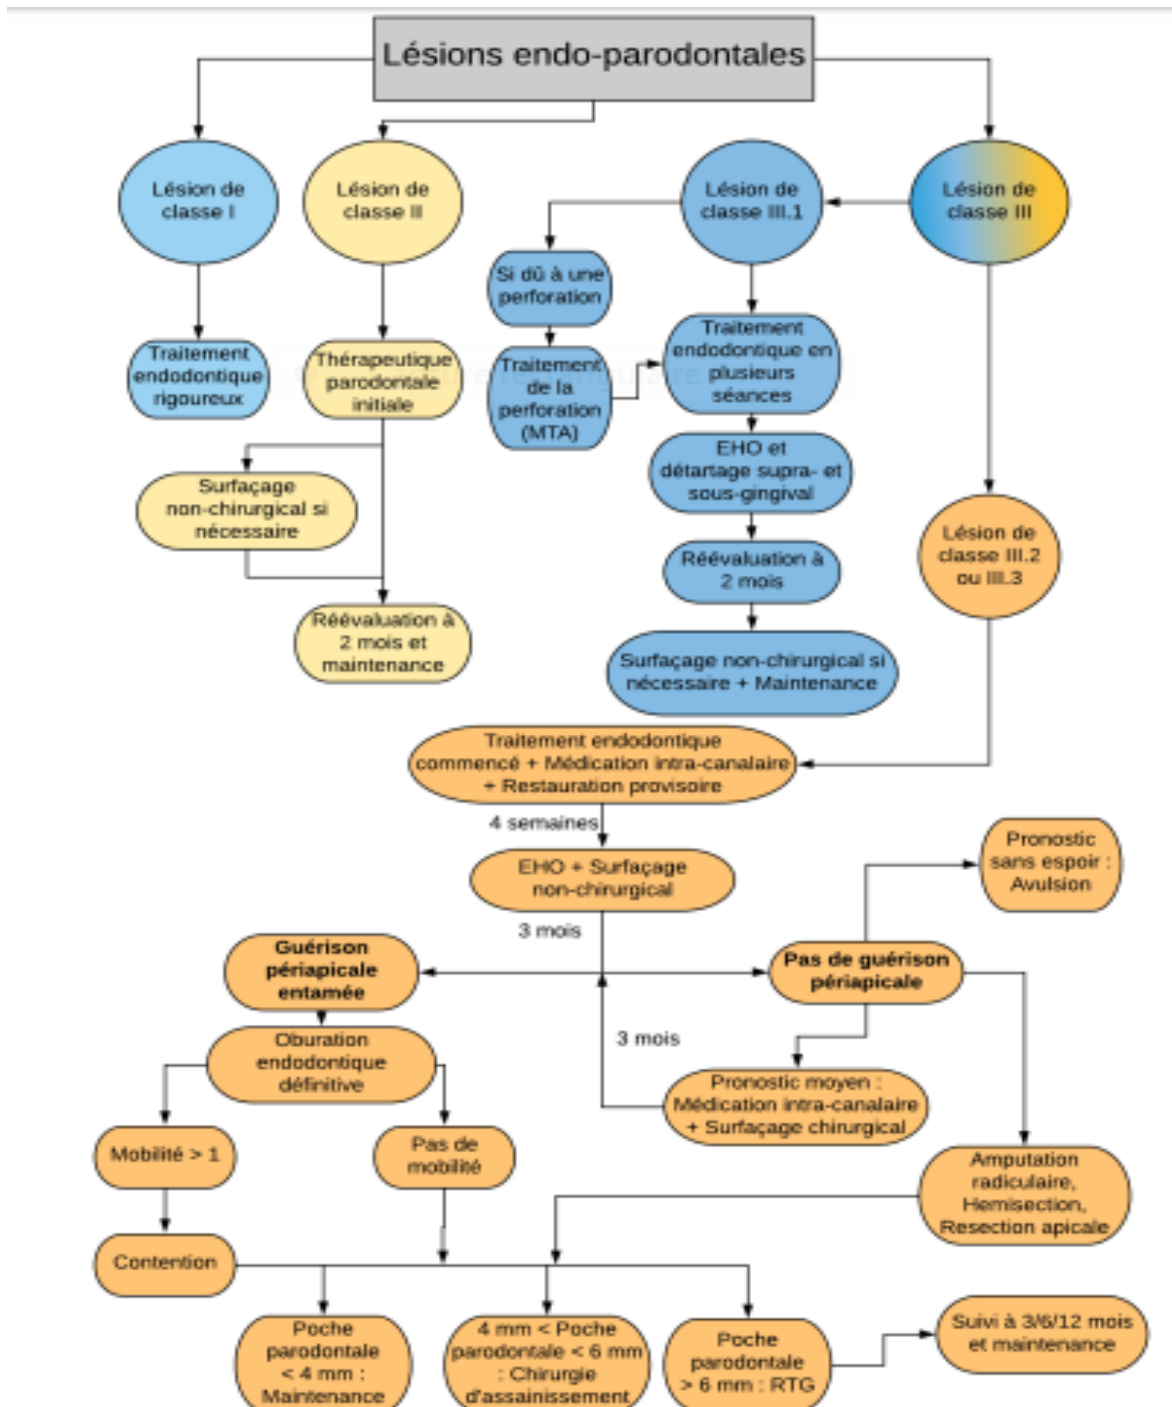 Lésions endo-parodontales
Lésion de
classe I
Lésion de
classe II
Lésion de
classe III.1
Lésion de
classe III
Si dû à une
perforation
Traitement
endodontique
rigoureux
Thérapeutique
parodontale
initiale
Traitement
de la
perforation
(MTA)
Traitement
endodontique en
plusieurs
séances
EHO et
détartage supra- et
sous-gingival
Surfaçage
non-chirurgical si
nécessaire
Lésion de
classe III.2
ou III.3
Réévaluation à
2 mois
Réévaluation à
2 mois et
maintenance
Surfaçage non-chirurgical si
nécessaire + Maintenance
Traitement endodontique
commencé + Médication intra-canalaire
+ Restauration provisoire
4 semaines
EHO + Surfaçage
non-chirurgical
Pronostic
sans espoir :
Avulsion
3 mois
Guérison
périapicale
entamée
Pas de guérison
périapicale
Oburation
endodontique
définitive
3 mois
Pronostic moyen :
Médication intra-canalaire
+ Surfaçage chirurgical
Mobilité > 1
Pas de
mobilité
Amputation
radiculaire,
Hemisection,
Resection apicale
Contention
Poche
parodontale
< 4 mm :
Maintenance
4 mm < Poche
parodontale < 6 mm
: Chirurgie
d'assainissement
Poche
parodontale
> 6 mm : RTG
Suivi à 3/6/12 mois
et maintenance